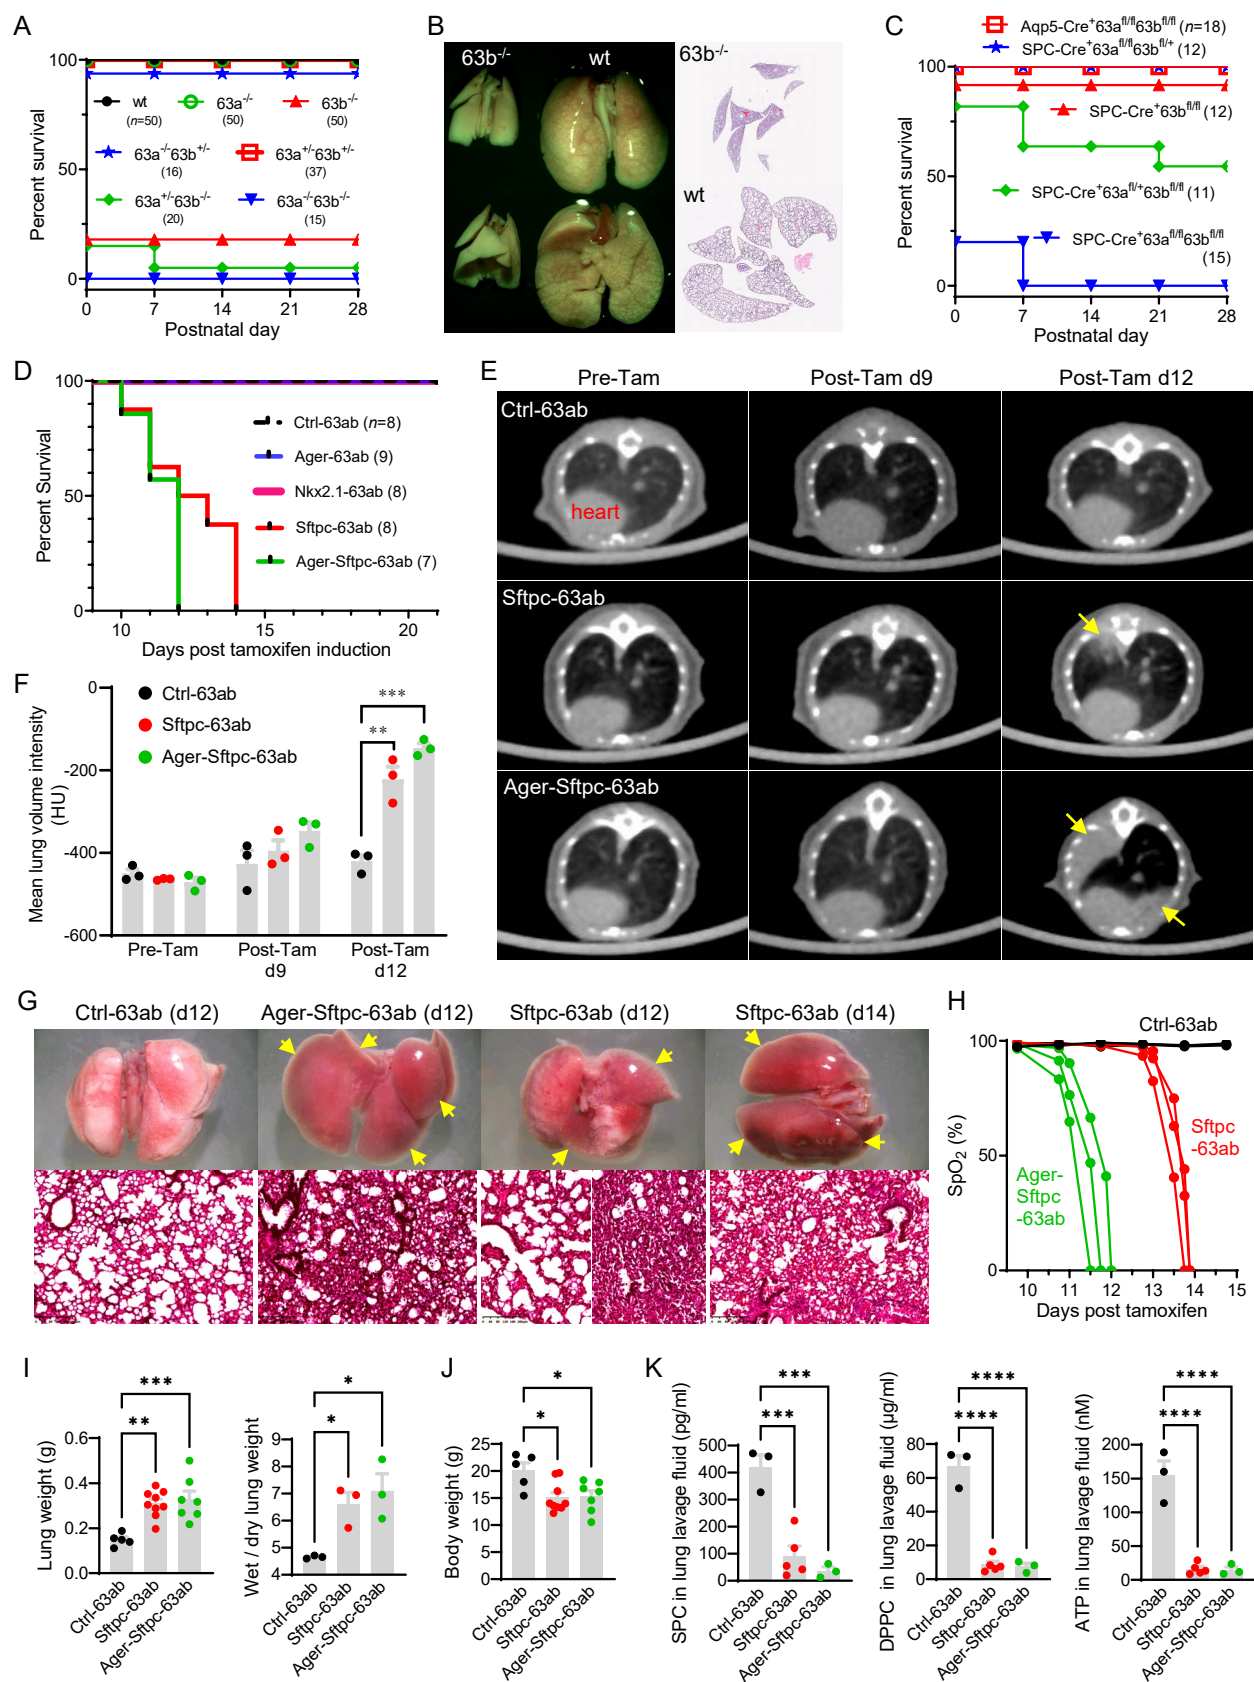 A
100
50
0
Percent survival
wt
(n=50)
63a-/-
(50)
63b-/-
(50)
63a-/-63b+/-
(16)
63a+/-63b+/-
(37)
63a+/-63b-/-
(20)
63a-/-63b-/-
(15)
0 7 14 21 28
Postnatal day
B
63b-/-
wt
63b-/-
wt
C
Aqp5-Cre+63afl/fl63bfl/fl (n=18)
SPC-Cre+63afl/fl63bfl/+ (12)
100
50
0
Percent survival
SPC-Cre+63bfl/fl (12)
SPC-Cre+63afl/+63bfl/fl (11)
SPC-Cre+63afl/fl63bfl/fl
(15)
0 7 14 21 28
Postnatal day
D
100
50
0
Percent Survival
Ctrl-63ab (n=8)
Ager-63ab (9)
Nkx2.1-63ab (8)
Sftpc-63ab (8)
Ager-Sftpc-63ab (7)
10 15 20
Days post tamoxifen induction
E
Pre-Tam Post-Tam d9 Post-Tam d12
Ctrl-63ab
heart
Sftpc-63ab
Ager-Sftpc-63ab
F
0
-200
-400
-600
Mean lung volume intensity
(HU)
Ctrl-63ab
Sftpc-63ab
Ager-Sftpc-63ab
***
**
Pre-Tam Post-Tam Post-Tam
d9 d12
G
Ctrl-63ab (d12) Ager-Sftpc-63ab (d12) Sftpc-63ab (d12) Sftpc-63ab (d14)
H
100
50
0
SpO2 (%)
Ctrl-63ab
Sftpc
-63ab
Ager-
Sftpc
-63ab
10 11 12 13 14 15
Days post tamoxifen
I
***
**
0.6
0.4
0.2
0.0
Lung weight (g)
Ctrl-63ab
Sftpc-63ab
Ager-Sftpc-63ab
*
*
9
8
7
6
5
4
Wet / dry lung weight
Ctrl-63ab
Sftpc-63ab
Ager-Sftpc-63ab
J
*
*
25
20
15
10
5
0
Body weight (g)
Ctrl-63ab
Sftpc-63ab
Ager-Sftpc-63ab
K
***
***
500
400
300
200
100
0
SPC in lung lavage fluid (pg/ml)
Ctrl-63ab
Sftpc-63ab
Ager-Sftpc-63ab
****
****
80
60
40
20
0
DPPC in lung lavage fluid (µg/ml)
Ctrl-63ab
Sftpc-63ab
Ager-Sftpc-63ab
****
****
200
150
100
50
0
ATP in lung lavage fluid (nM)
Ctrl-63ab
Sftpc-63ab
Ager-Sftpc-63ab